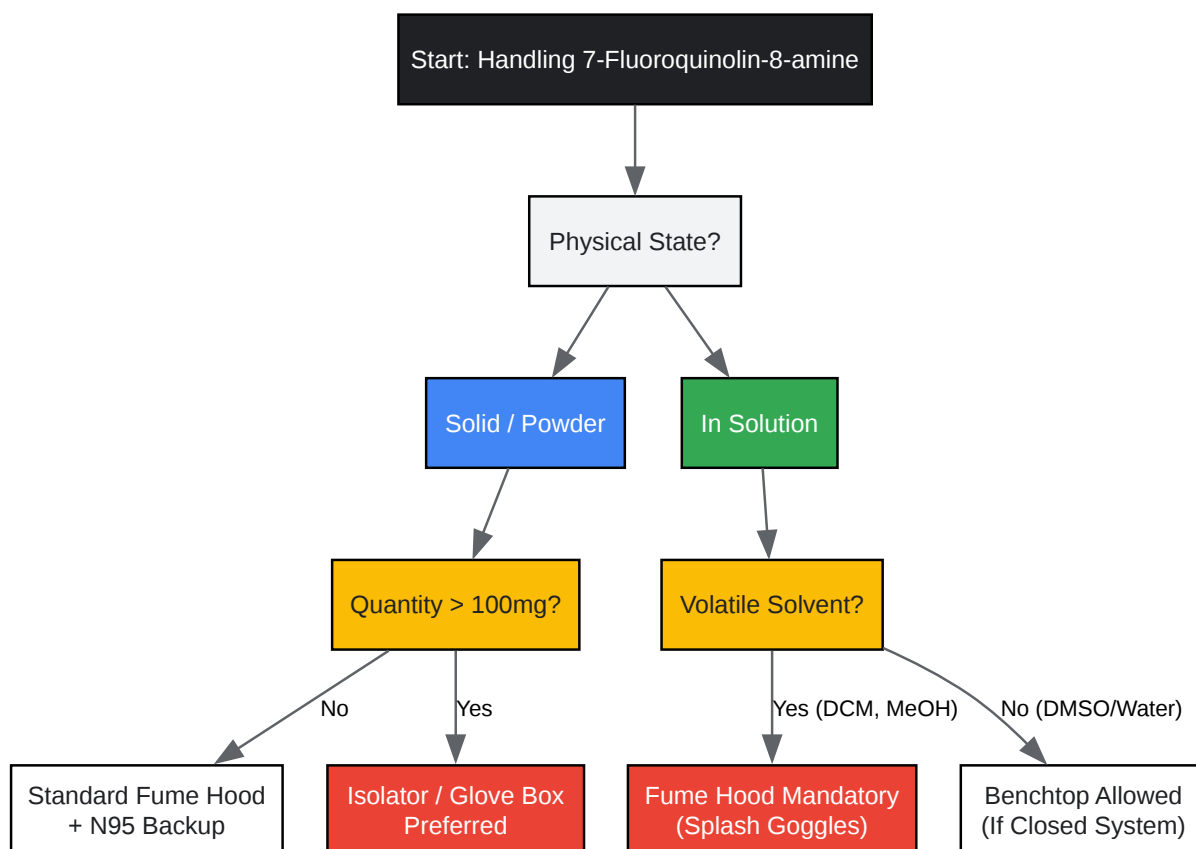 Start: Handling 7-Fluoroquinolin-8-amine
Physical State?
Solid / Powder
In Solution
Quantity > 100mg?
Volatile Solvent?
No
Yes
Yes (DCM, MeOH)
No (DMSO/Water)
Standard Fume Hood
+ N95 Backup
Isolator / Glove Box
Preferred
Fume Hood Mandatory
(Splash Goggles)
Benchtop Allowed
(If Closed System)